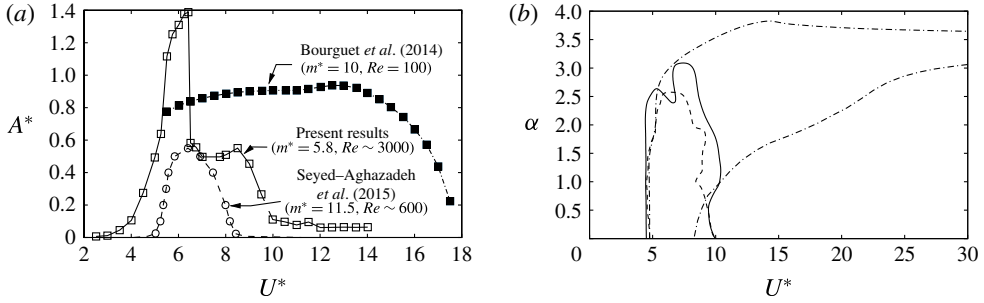 (a)
1.4
1.2
1.0
0.8
0.6
0.4
0.2
0
A*
Bourguet et al. (2014)
(m* = 10, Re = 100)
Present results
(m* = 5.8, Re ∼ 3000)
Seyed–Aghazadeh
et al. (2015)
(m* = 11.5, Re ∼ 600)
2 4 6 8 10 12 14 16 18
U*
(b)
4.0
3.5
3.0
2.5
2.0
1.5
1.0
0.5
α
0 5 10 15 20 25 30
U*